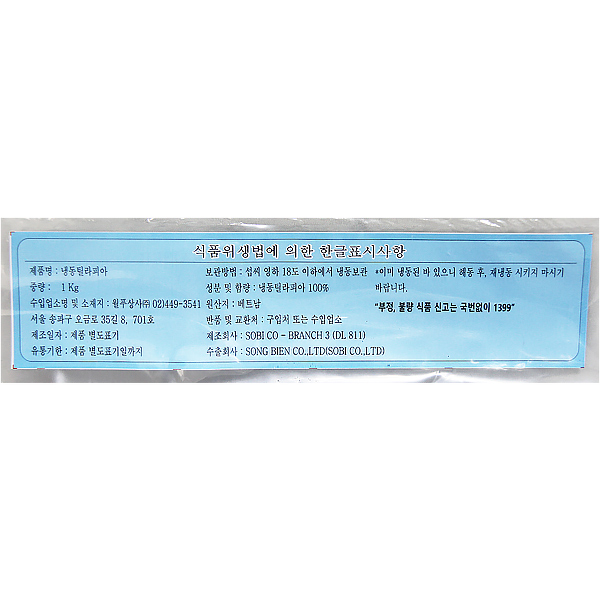 식품위생법에 의한 한글표시사항
제품명 : 냉동틸라피아
중량 : 1 Kg
수입업소명 및 소재지 : 월푸상사㈜ 02)449-3541
서울 송파구 오금로 35길 8, 701호
제조일자 : 제품 별도표기
유통기한 : 제품 별도표기일까지
보관방법 : 섭씨 영하 18도 이하에서 냉동보관
성분 및 함량 : 냉동틸라피아 100%
원산지 : 베트남
반품 및 교환처 : 구입처 또는 수입업소
제조회사 : SOBI CO - BRANCH 3 (DL 811)
수출회사 : SONG BIEN CO.,LTD(SOBI CO.,LTD)
*이미 냉동된 바 있으니 해동 후, 재냉동 시키지 마시기
바랍니다.
"부정, 불량 식품 신고는 국번없이 1399"